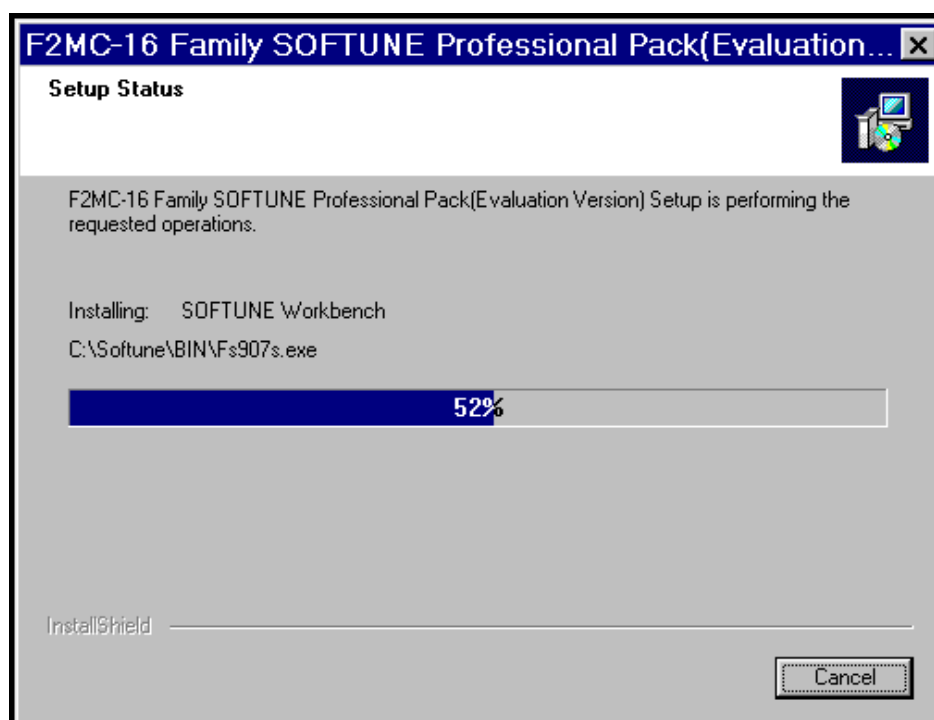 F2MC-16 Family SOFTUNE Professional Pack(Evaluation...
Setup Status
F2MC-16 Family SOFTUNE Professional Pack(Evaluation Version) Setup is performing the
requested operations.
Installing: SOFTUNE Workbench
C:\Softune\BIN\Fs907s.exe
52%
InstallShield
Cancel